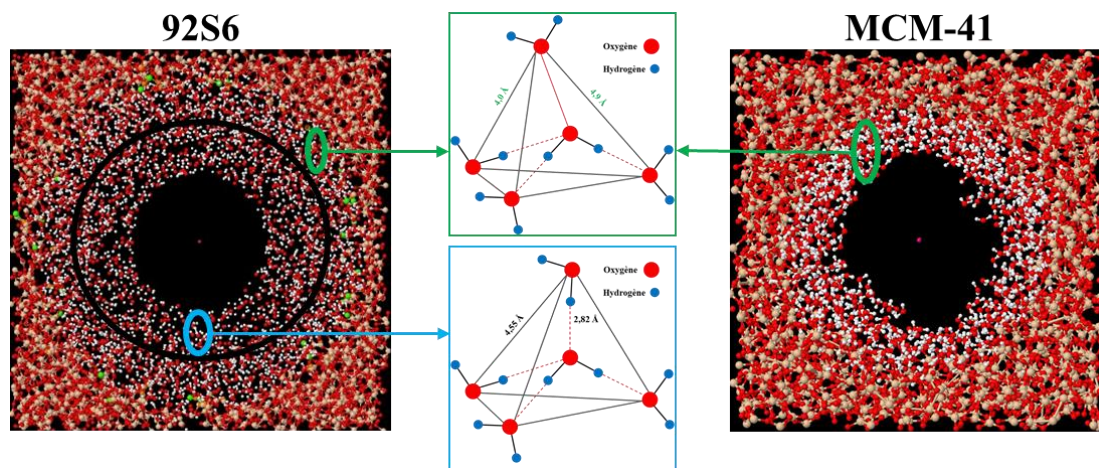 92S6
MCM-41
Oxygène
Hydrogène
4,0 Å
4,9 Å
Oxygène
Hydrogène
4,55 Å
2,82 Å